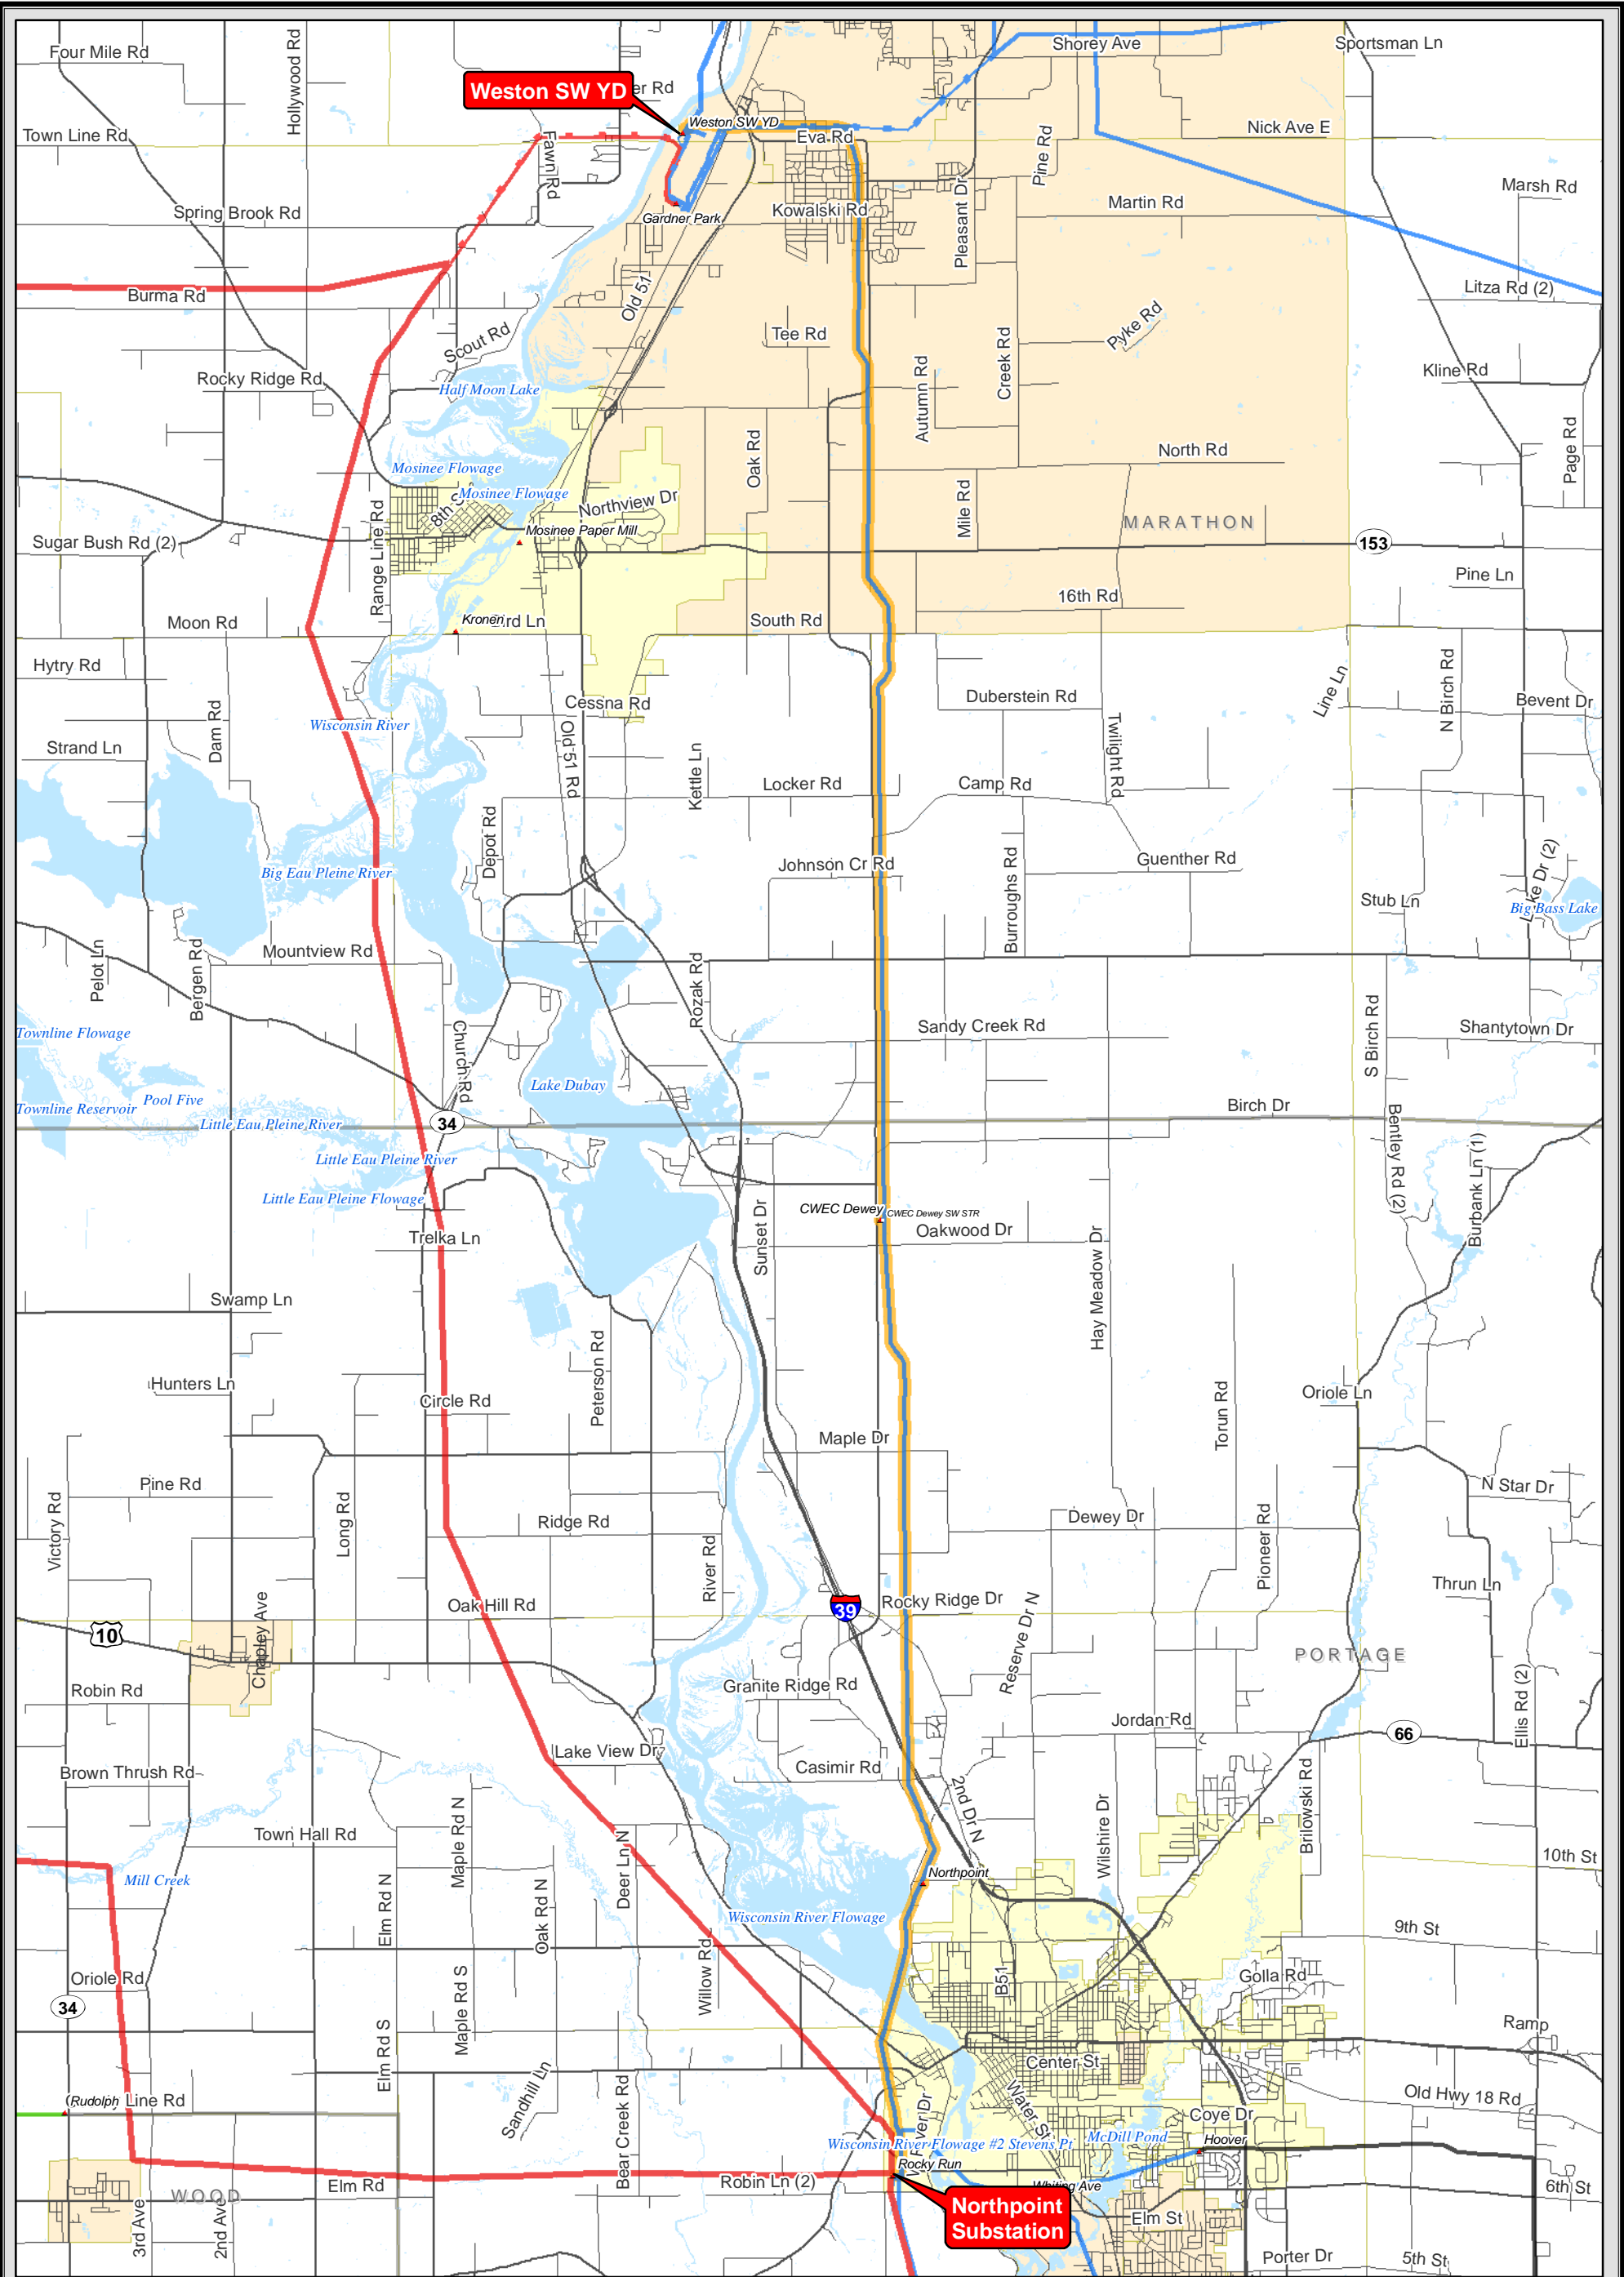 Four Mile Rd
Hollywood Rd
Shorey Ave
Sportsman Ln
Weston SW YD
er Rd
Weston SW YD
Town Line Rd
Fawn Rd
Eva Rd
Nick Ave E
Pine Rd
Pleasant Dr
Marsh Rd
Spring Brook Rd
Gardner Park
Kowalski Rd
Martin Rd
Burma Rd
Old 51
Litza Rd (2)
Scout Rd
Tee Rd
Pyke Rd
Creek Rd
Rocky Ridge Rd
Half Moon Lake
Autumn Rd
Kline Rd
Page Rd
Oak Rd
North Rd
Mosinee Flowage
Mosinee Flowage
8th S
Northview Dr
Mile Rd
MARATHON
Mosinee Paper Mill
Sugar Bush Rd (2)
153
Range Line Rd
Pine Ln
16th Rd
Moon Rd
Kronen
rd Ln
South Rd
Hytry Rd
Duberstein Rd
Line Ln
N Birch Rd
Bevent Dr
Dam Rd
Wisconsin River
Cessna Rd
Old 51 Rd
Twilight Rd
Strand Ln
Kettle Ln
Locker Rd
Camp Rd
Depot Rd
Johnson Cr Rd
Burroughs Rd
Guenther Rd
Big Eau Pleine River
Stub Ln
Lake Dr (2)
Big Bass Lake
Pelot Ln
Bergen Rd
Mountview Rd
Rozak Rd
Townline Flowage
Church Rd
Sandy Creek Rd
S Birch Rd
Shantytown Dr
Lake Dubay
Townline Reservoir
Pool Five
Little Eau Pleine River
34
Birch Dr
Bentley Rd (2)
Burbank Ln (1)
Little Eau Pleine River
Little Eau Pleine Flowage
CWEC Dewey
CWEC Dewey SW STR
Trelka Ln
Sunset Dr
Oakwood Dr
Hay Meadow Dr
Swamp Ln
Peterson Rd
Hunters Ln
Circle Rd
Torun Rd
Oriole Ln
Maple Dr
Pine Rd
N Star Dr
Victory Rd
Long Rd
Ridge Rd
Dewey Dr
Pioneer Rd
River Rd
Thrun Ln
Oak Hill Rd
39
Rocky Ridge Dr
10
Chapley Ave
Reserve Dr N
PORTAGE
Robin Rd
Granite Ridge Rd
Ellis Rd (2)
Jordan Rd
66
Lake View Dr
Brown Thrush Rd
Casimir Rd
2nd Dr N
Brilowski Rd
Wilshire Dr
Maple Rd N
Town Hall Rd
Deer Ln N
10th St
Mill Creek
Northpoint
Elm Rd N
Oak Rd N
Wisconsin River Flowage
9th St
Willow Rd
B51
Golla Rd
Oriole Rd
34
Maple Rd S
Elm Rd S
Ramp
Center St
Sandhill Ln
Bear Creek Rd
Water St
Old Hwy 18 Rd
Rudolph
Line Rd
W River Dr
Coye Dr
Hoover
McDill Pond
Wisconsin River Flowage #2 Stevens Pt
Rocky Run
WOOD
Elm Rd
Robin Ln (2)
Whiting Ave
6th St
Northpoint
Substation
Elm St
3rd Ave
2nd Ave
Porter Dr
5th St